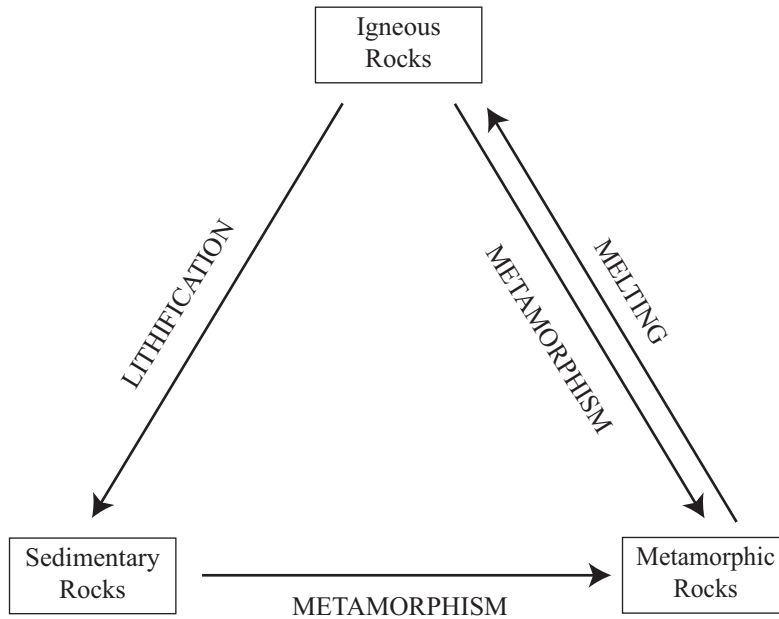 Igneous
Rocks
LITHIFICATION
METAMORPHISM
MELTING
Sedimentary
Rocks
METAMORPHISM
Metamorphic
Rocks